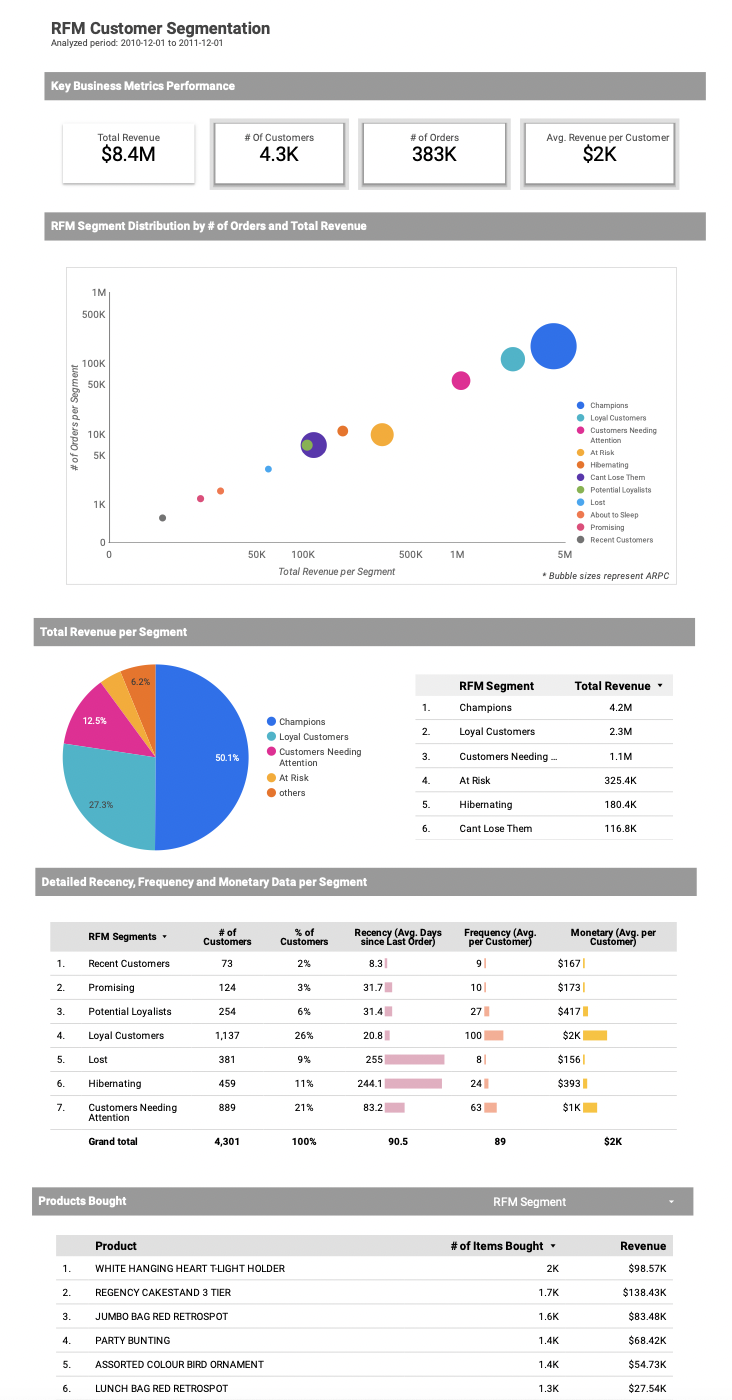 RFM Customer Segmentation
Analyzed period: 2010-12-01 to 2011-12-01
Key Business Metrics Performance
Total Revenue
$8.4M
# Of Customers
4.3K
# of Orders
383K
Avg. Revenue per Customer
$2K
RFM Segment Distribution by # of Orders and Total Revenue
# of Orders per Segment
1M
500K
100K
50K
10K
5K
1K
0
0 50K 100K 500K 1M 5M
Total Revenue per Segment
Champions
Loyal Customers
Customers Needing
Attention
At Risk
Hibernating
Cant Lose Them
Potential Loyalists
Lost
About to Sleep
Promising
Recent Customers
* Bubble sizes represent ARPC
Total Revenue per Segment
6.2%
12.5%
50.1%
27.3%
Champions
Loyal Customers
Customers Needing
Attention
At Risk
others
RFM Segment Total Revenue
1. Champions 4.2M
2. Loyal Customers 2.3M
3. Customers Needing ... 1.1M
4. At Risk 325.4K
5. Hibernating 180.4K
6. Cant Lose Them 116.8K
Detailed Recency, Frequency and Monetary Data per Segment
RFM Segments # of Customers % of Customers Recency (Avg. Days since Last Order) Frequency (Avg. per Customer) Monetary (Avg. per Customer)
1. Recent Customers 73 2% 8.3 9 $167
2. Promising 124 3% 31.7 10 $173
3. Potential Loyalists 254 6% 31.4 27 $417
4. Loyal Customers 1,137 26% 20.8 100 $2K
5. Lost 381 9% 255 8 $156
6. Hibernating 459 11% 244.1 24 $393
7. Customers Needing Attention 889 21% 83.2 63 $1K
Grand total 4,301 100% 90.5 89 $2K
Products Bought RFM Segment
Product # of Items Bought Revenue
1. WHITE HANGING HEART T-LIGHT HOLDER 2K $98.57K
2. REGENCY CAKESTAND 3 TIER 1.7K $138.43K
3. JUMBO BAG RED RETROSPOT 1.6K $83.48K
4. PARTY BUNTING 1.4K $68.42K
5. ASSORTED COLOUR BIRD ORNAMENT 1.4K $54.73K
6. LUNCH BAG RED RETROSPOT 1.3K $27.54K